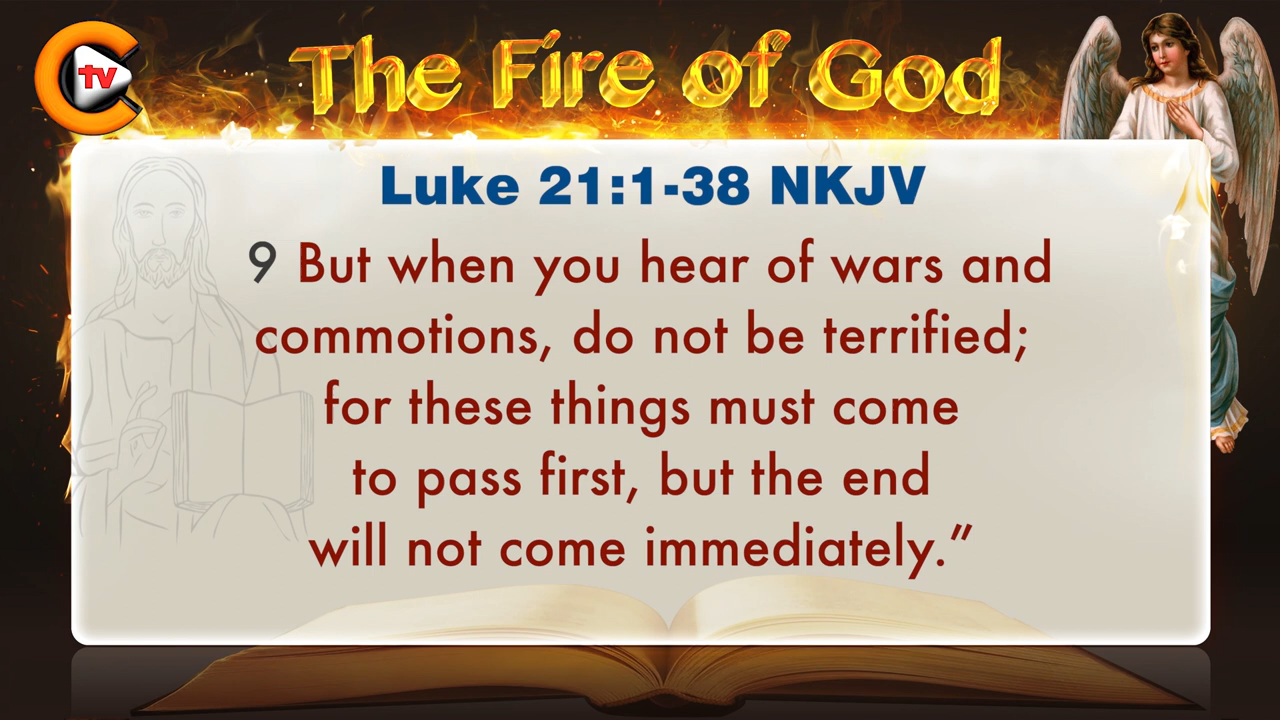 tv
The Fire of God
Luke 21:1-38 NKJV
9 But when you hear of wars and
commotions, do not be terrified;
for these things must come
to pass first, but the end
will not come immediately.”